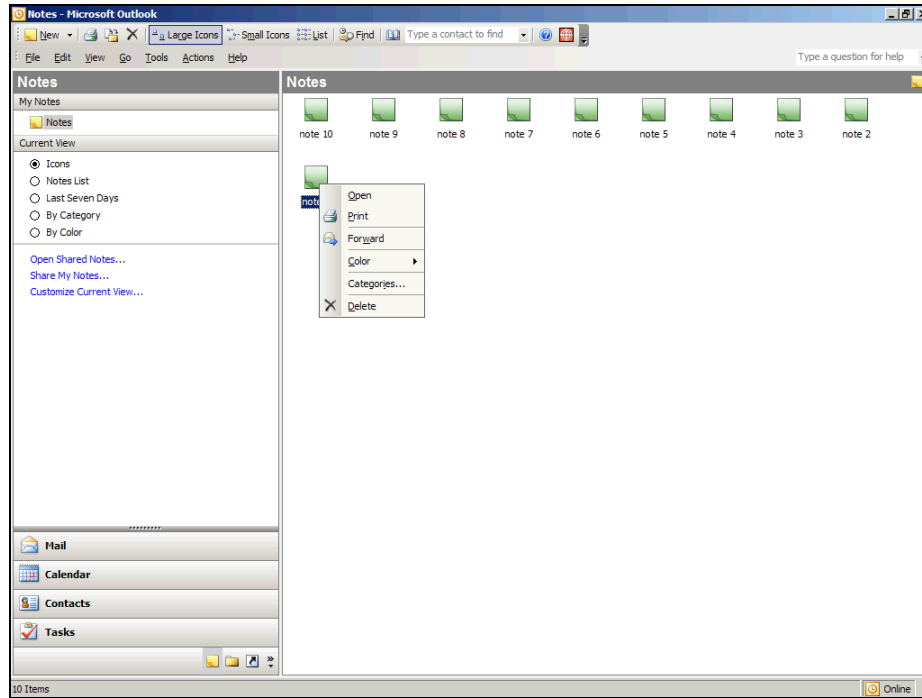 Notes - Microsoft Outlook
New Large Icons Small Icons List Find Type a contact to find
File Edit View Go Tools Actions Help Type a question for help
Notes
My Notes
Notes
Current View
Icons
Notes List
Last Seven Days
By Category
By Color
Open Shared Notes...
Share My Notes...
Customize Current View...
Mail
Calendar
Contacts
Tasks
Notes
note 10 note 9 note 8 note 7 note 6 note 5 note 4 note 3 note 2
note
Open
Print
Forward
Color
Categories...
Delete
10 Items Online